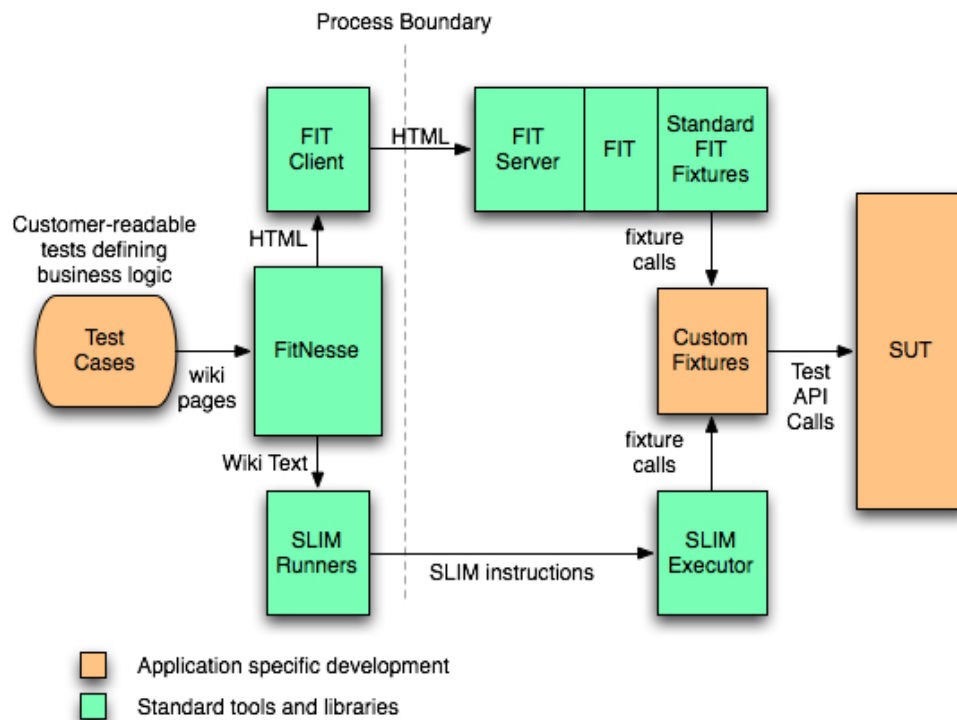 Process Boundary
FIT
Client
HTML
FIT
Server
FIT
Standard
FIT
Fixtures
Customer-readable
tests defining
business logic
HTML
fixture
calls
Test
Cases
wiki
pages
FitNesse
Custom
Fixtures
Test
API
Calls
SUT
Wiki Text
fixture
calls
SLIM
Runners
SLIM instructions
SLIM
Executor
Application specific development
Standard tools and libraries